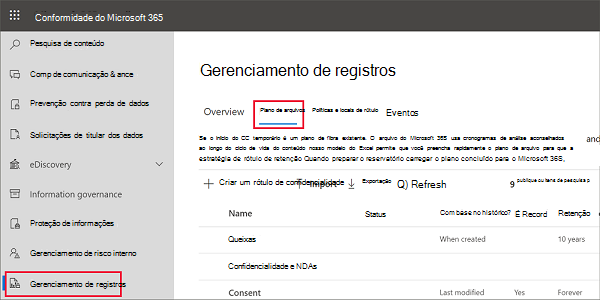 Conformidade do Microsoft 365
Pesquisa de conteúdo
Comp de comunicação & ance
Prevenção contra perda de dados
Solicitações de titular dos dados
eDiscovery
Information governance
Proteção de informações
Gerenciamento de risco interno
Gerenciamento de registros
Gerenciamento de registros
Overview Plano de arquivos Políticas e locais de rótulo Eventos
Se o início do CC temporário é um plano de fibra existente. O arquivo do Microsoft 365 usa cronogramas de análise aconselhados and
ao longo do ciclo de vida do conteúdo nosso modelo do Excel permite que você preencha rapidamente o plano de arquivo para que a
estratégia de rótulo de retenção Quando preparar o reservatório carregar o plano concluído para o Microsoft 365,
+ Criar um rótulo de confidencialidade Import Exportação Q) Refresh 9 publique ou itens de pesquisa p
Name Status Com base no histórico? É Record Retenção
Queixas When created 10 years
Confidencialidade e NDAs
Consent Last modified Yes Forever